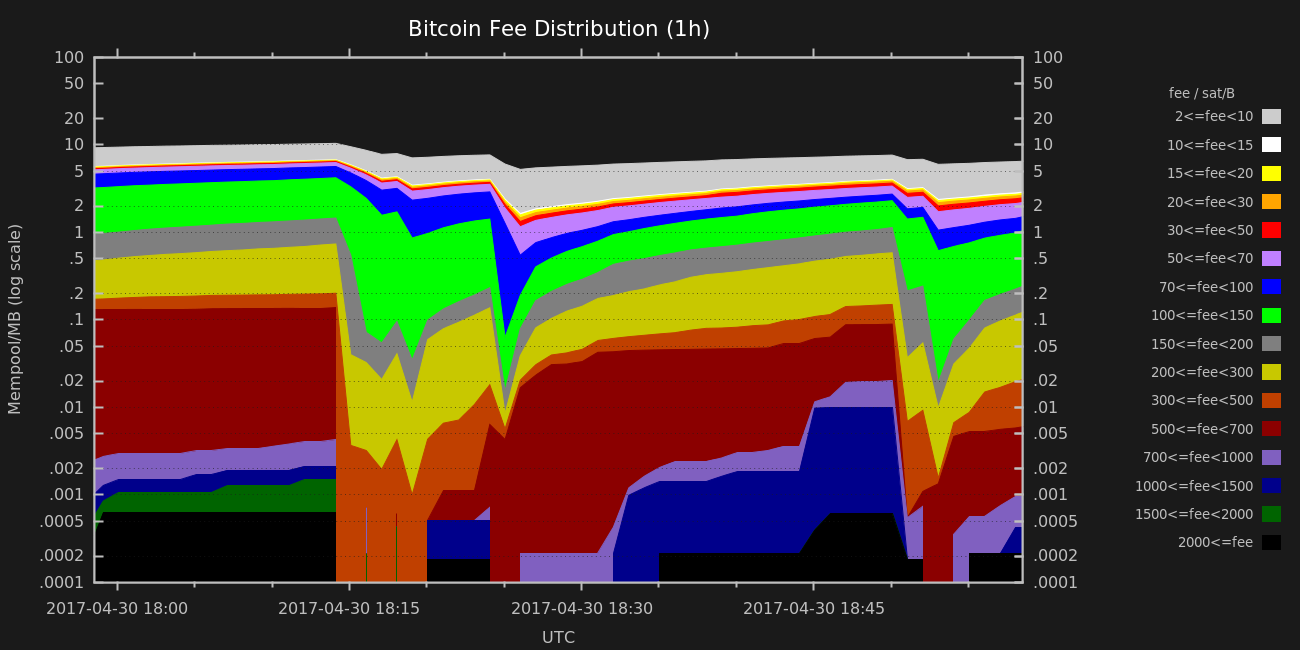 Bitcoin Fee Distribution (1h)
100
50
20
10
5
2
1
.5
.2
.1
.05
.02
.01
.005
.002
.001
.0005
.0002
.0001
Mempool/MB (log scale)
100
50
20
10
5
2
1
.5
.2
.1
.05
.02
.01
.005
.002
.001
.0005
.0002
.0001
2017-04-30 18:00
2017-04-30 18:15
2017-04-30 18:30
2017-04-30 18:45
UTC
fee / sat/B
2<=fee<10
10<=fee<15
15<=fee<20
20<=fee<30
30<=fee<50
50<=fee<70
70<=fee<100
100<=fee<150
150<=fee<200
200<=fee<300
300<=fee<500
500<=fee<700
700<=fee<1000
1000<=fee<1500
1500<=fee<2000
2000<=fee